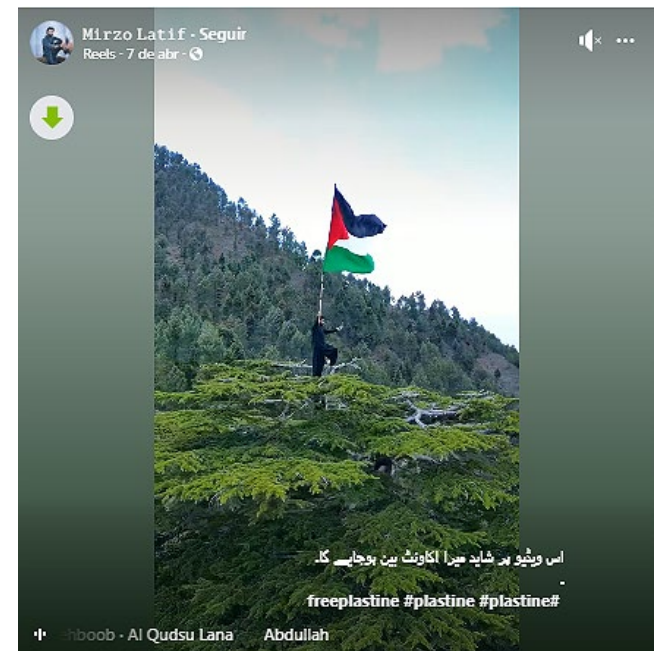 Mirzo Latif · Seguir
Reels · 7 de abr ·
اس ویڈیو پر شاید میرا اکاونٹ بین ہوجایے گا۔
-
freeplastine #plastine #plastine#
hboob · Al Qudsu Lana Abdullah